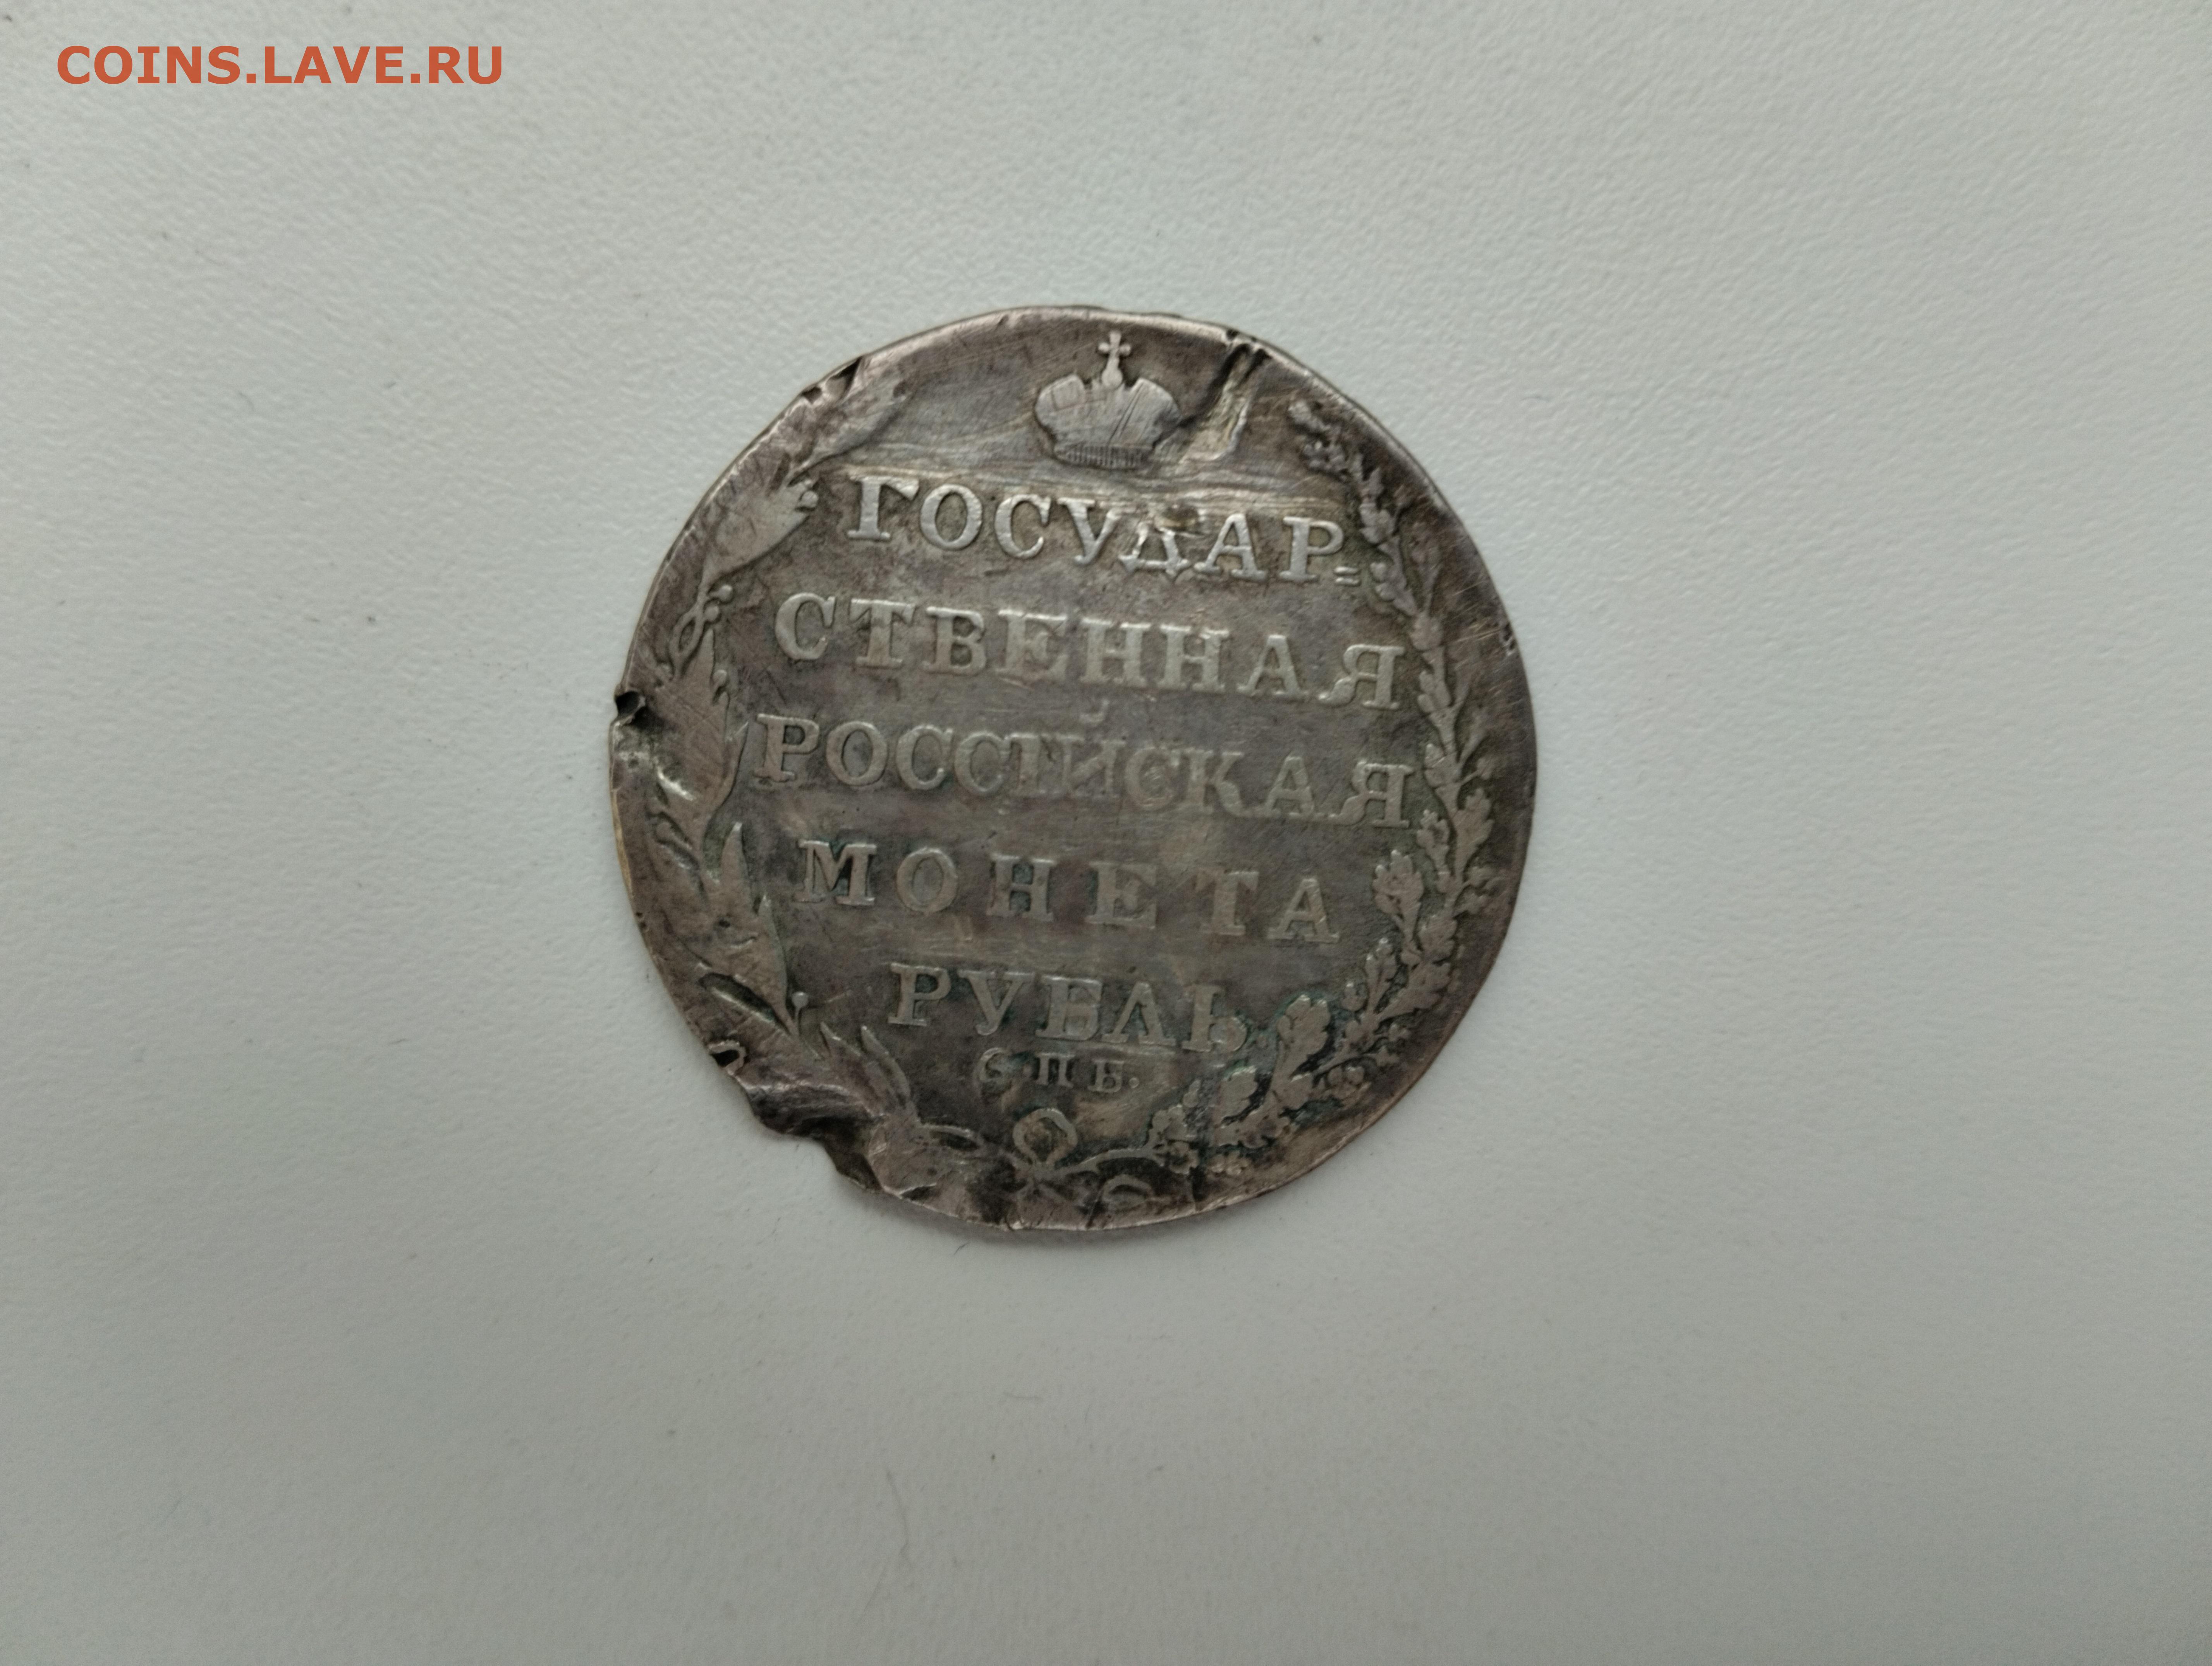 COINS.LAVE.RU
ГОСУДАР=
СТВЕННАЯ
РОССІЙСКАЯ
МОНЕТА
РУБЛЬ
С.П.Б.